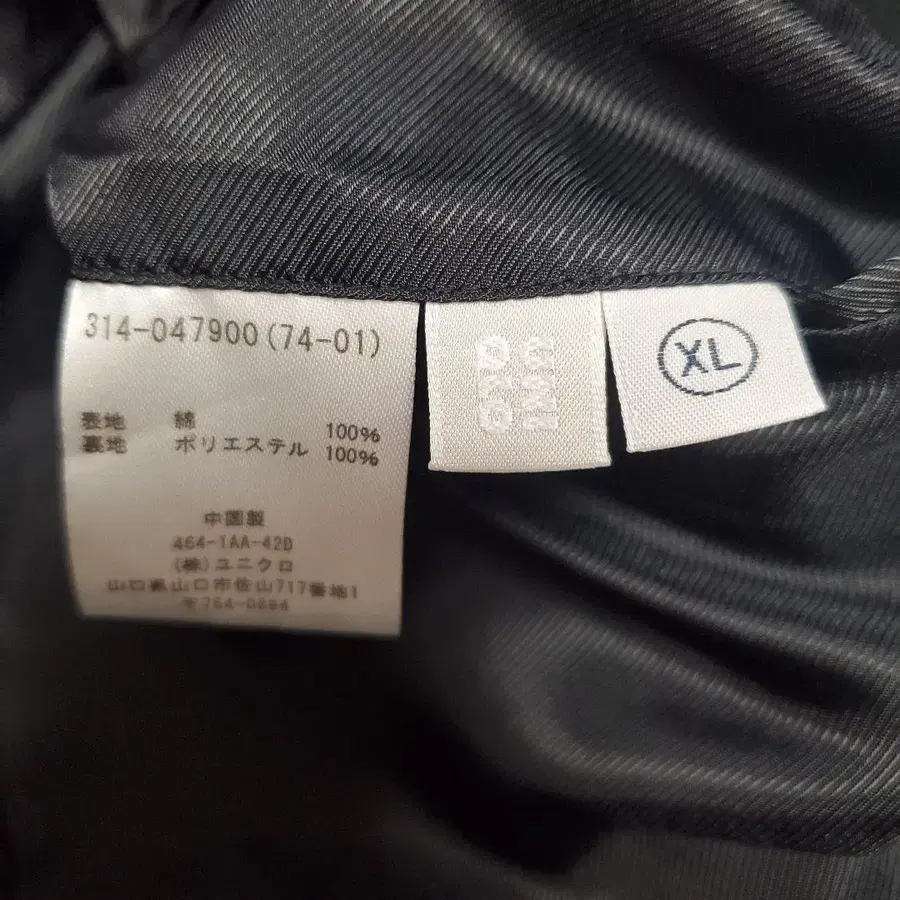 314-047900(74-01)
表地 綿 100%
裏地 ポリエステル 100%
中国製
464-1AA-42D
(株)ユニクロ
山口県山口市佐山717番地1
XL